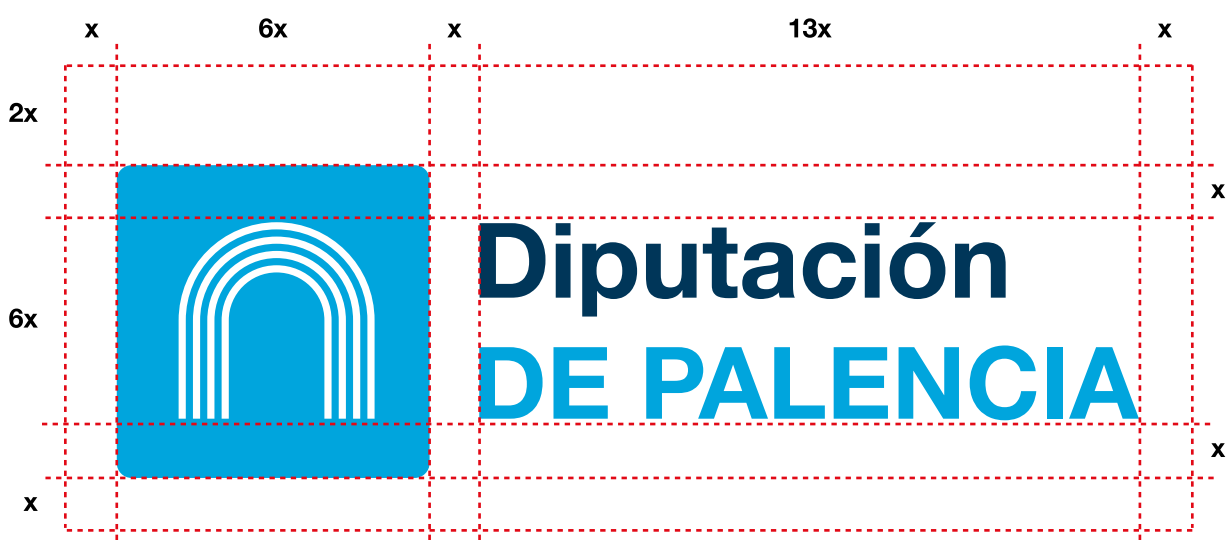 x 6x x 13x x
2x
x
Diputación
6x
DE PALENCIA
x
x